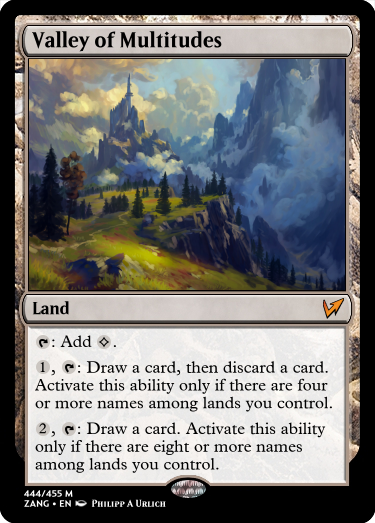 Valley of Multitudes
Land
: Add .
1, : Draw a card, then discard a card.
Activate this ability only if there are four
or more names among lands you control.
2, : Draw a card. Activate this ability
only if there are eight or more names
among lands you control.
444/455 M
ZANG • EN Philipp A Urlich